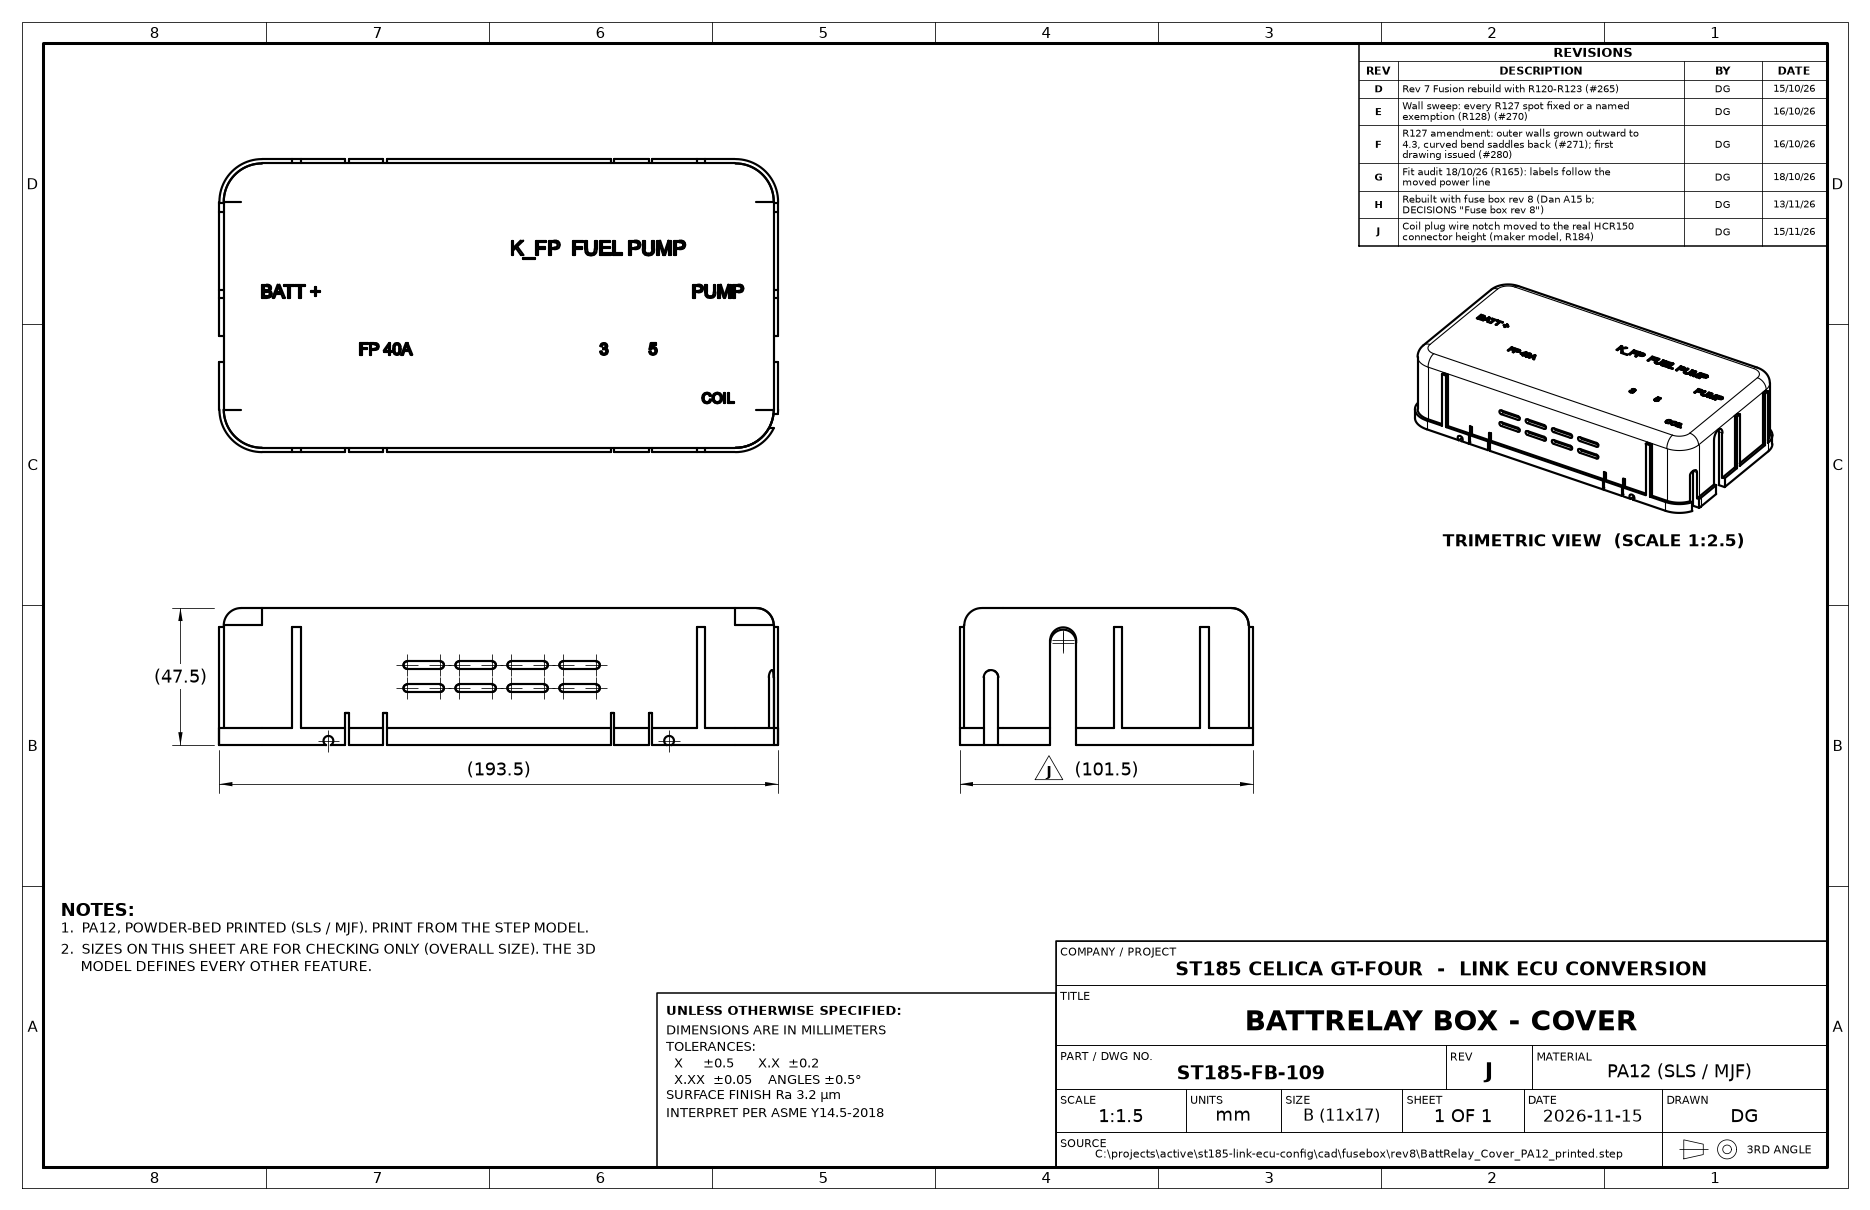 8 7 6 5 4 3 2 1
REVISIONS
REV DESCRIPTION BY DATE
D Rev 7 Fusion rebuild with R120-R123 (#265) DG 15/10/26
E Wall sweep: every R127 spot fixed or a named
exemption (R128) (#270) DG 16/10/26
F R127 amendment: outer walls grown outward to
4.3, curved bend saddles back (#271); first
drawing issued (#280) DG 16/10/26
G Fit audit 18/10/26 (R165): labels follow the
moved power line DG 18/10/26
H Rebuilt with fuse box rev 8 (Dan A15 b;
DECISIONS "Fuse box rev 8") DG 13/11/26
J Coil plug wire notch moved to the real HCR150
connector height (maker model, R184) DG 15/11/26
D D
K_FP FUEL PUMP
BATT + PUMP
FP 40A 3 5
COIL
BATT +
FP 40A
K_FP FUEL PUMP
PUMP
3 5
COIL
C C
TRIMETRIC VIEW (SCALE 1:2.5)
(47.5)
B B
(193.5)
J (101.5)
NOTES:
1. PA12, POWDER-BED PRINTED (SLS / MJF). PRINT FROM THE STEP MODEL.
2. SIZES ON THIS SHEET ARE FOR CHECKING ONLY (OVERALL SIZE). THE 3D
MODEL DEFINES EVERY OTHER FEATURE.
A A
UNLESS OTHERWISE SPECIFIED:
DIMENSIONS ARE IN MILLIMETERS
TOLERANCES:
X ±0.5 X.X ±0.2
X.XX ±0.05 ANGLES ±0.5°
SURFACE FINISH Ra 3.2 µm
INTERPRET PER ASME Y14.5-2018
COMPANY / PROJECT
ST185 CELICA GT-FOUR - LINK ECU CONVERSION
TITLE
BATTRELAY BOX - COVER
PART / DWG NO. REV MATERIAL
ST185-FB-109 J PA12 (SLS / MJF)
SCALE UNITS SIZE SHEET DATE DRAWN
1:1.5 mm B (11x17) 1 OF 1 2026-11-15 DG
SOURCE
C:\projects\active\st185-link-ecu-config\cad\fusebox\rev8\BattRelay_Cover_PA12_printed.step
3RD ANGLE
8 7 6 5 4 3 2 1